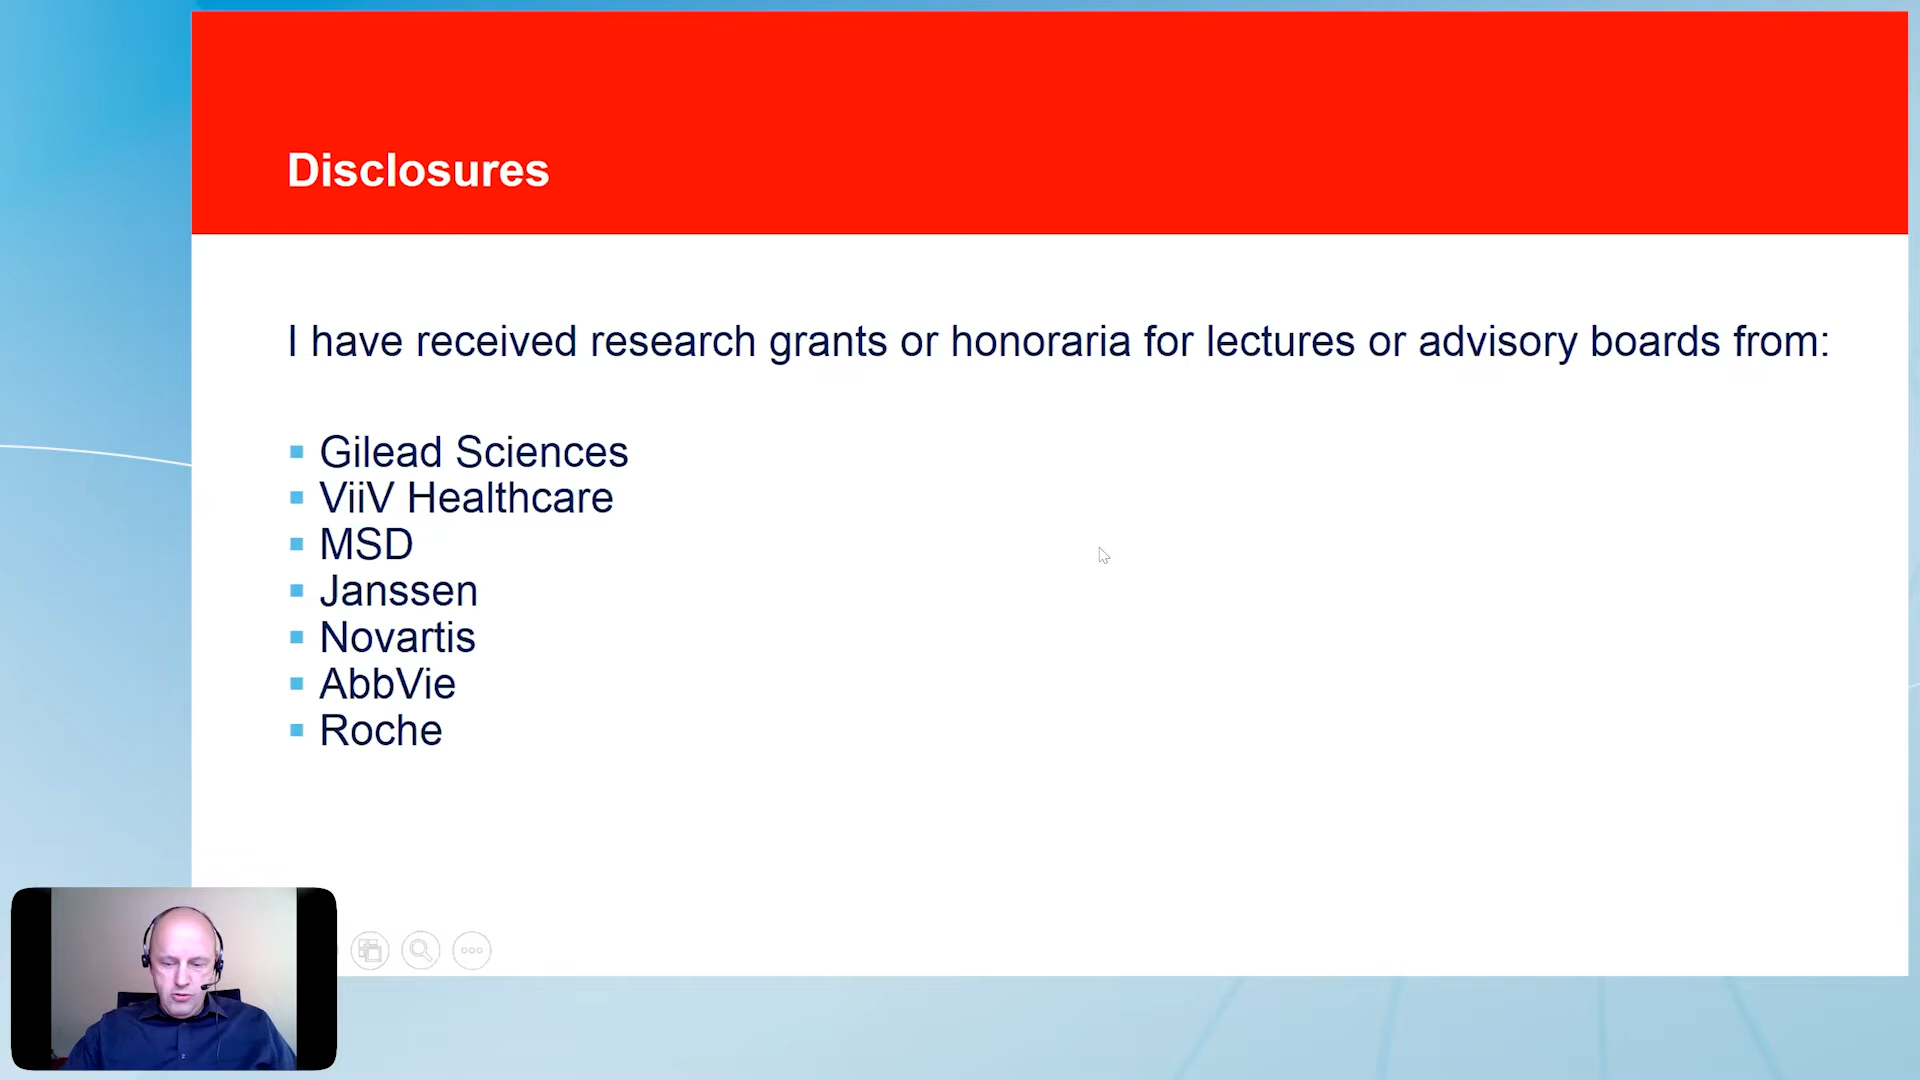 Disclosures
I have received research grants or honoraria for lectures or advisory boards from:
Gilead Sciences
ViiV Healthcare
MSD
Janssen
Novartis
AbbVie
Roche